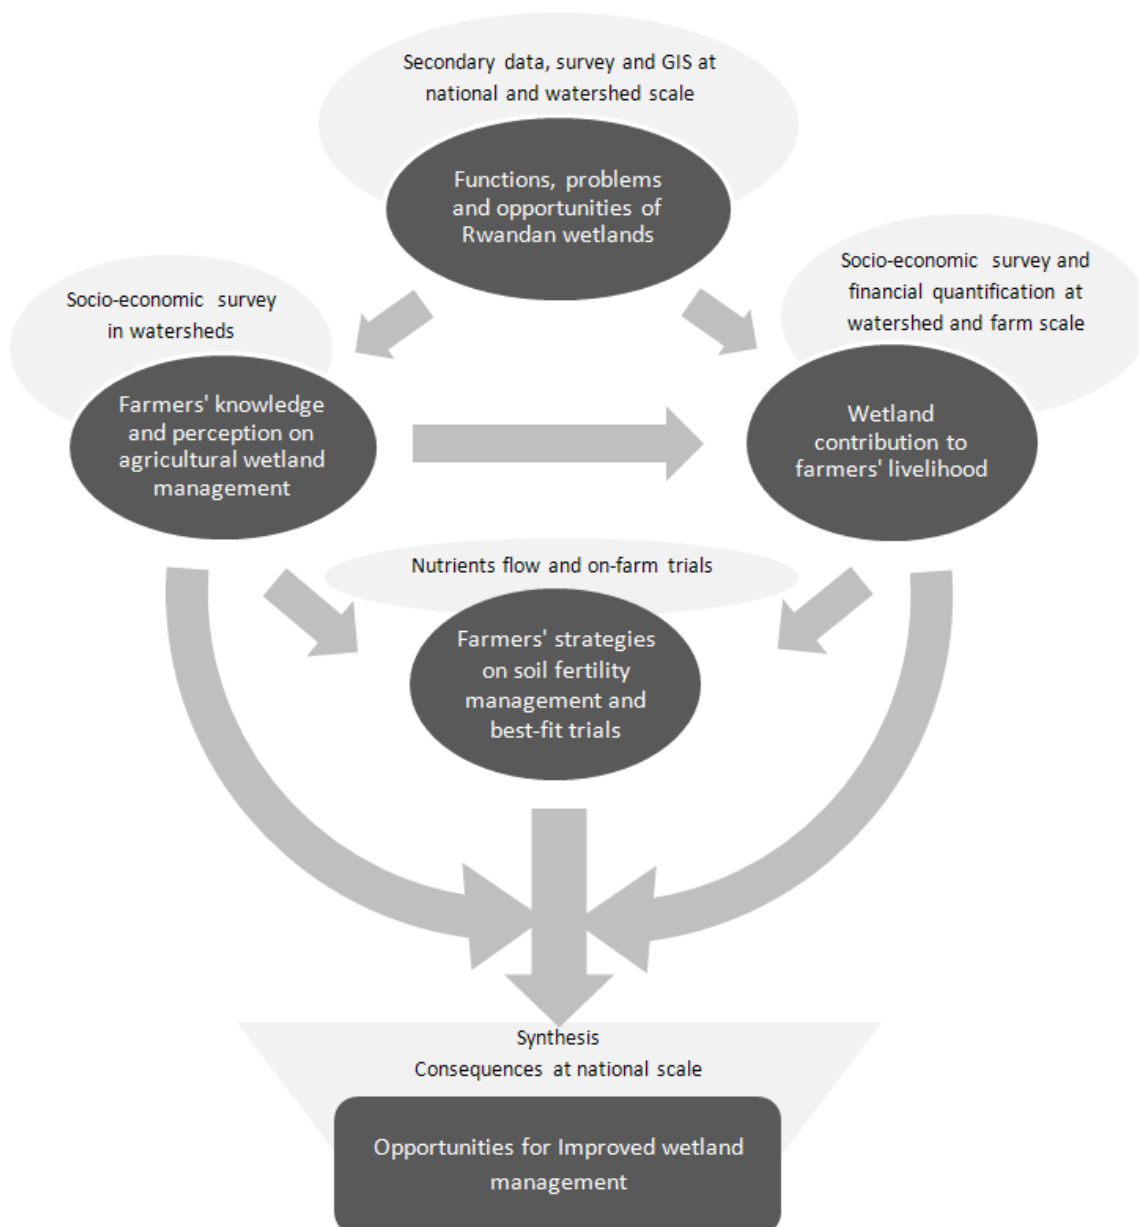 Secondary data, survey and GIS at
national and watershed scale
Functions, problems
and opportunities of
Rwandan wetlands
Socio-economic survey
in watersheds
Socio-economic survey and
financial quantification at
watershed and farm scale
Farmers' knowledge
and perception on
agricultural wetland
management
Wetland
contribution to
farmers' livelihood
Nutrients flow and on-farm trials
Farmers' strategies
on soil fertility
management and
best-fit trials
Synthesis
Consequences at national scale
Opportunities for Improved wetland
management